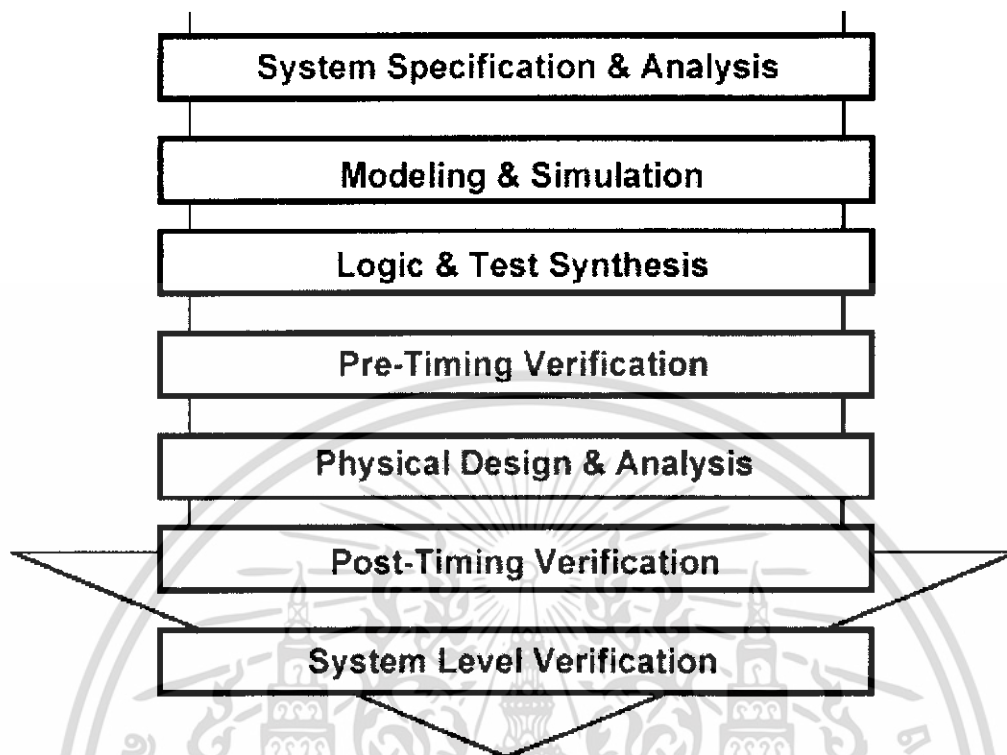 System Specification & Analysis
Modeling & Simulation
Logic & Test Synthesis
Pre-Timing Verification
Physical Design & Analysis
Post-Timing Verification
System Level Verification